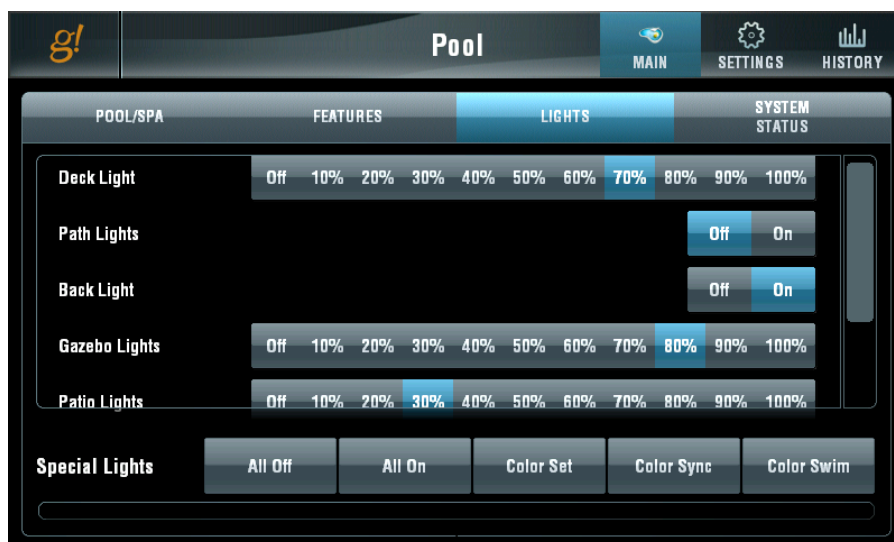 g! Pool MAIN SETTINGS HISTORY
POOL/SPA FEATURES LIGHTS SYSTEM STATUS
Deck Light Off 10% 20% 30% 40% 50% 60% 70% 80% 90% 100%
Path Lights Off On
Back Light Off On
Gazebo Lights Off 10% 20% 30% 40% 50% 60% 70% 80% 90% 100%
Patio Lights Off 10% 20% 30% 40% 50% 60% 70% 80% 90% 100%
Special Lights All Off All On Color Set Color Sync Color Swim